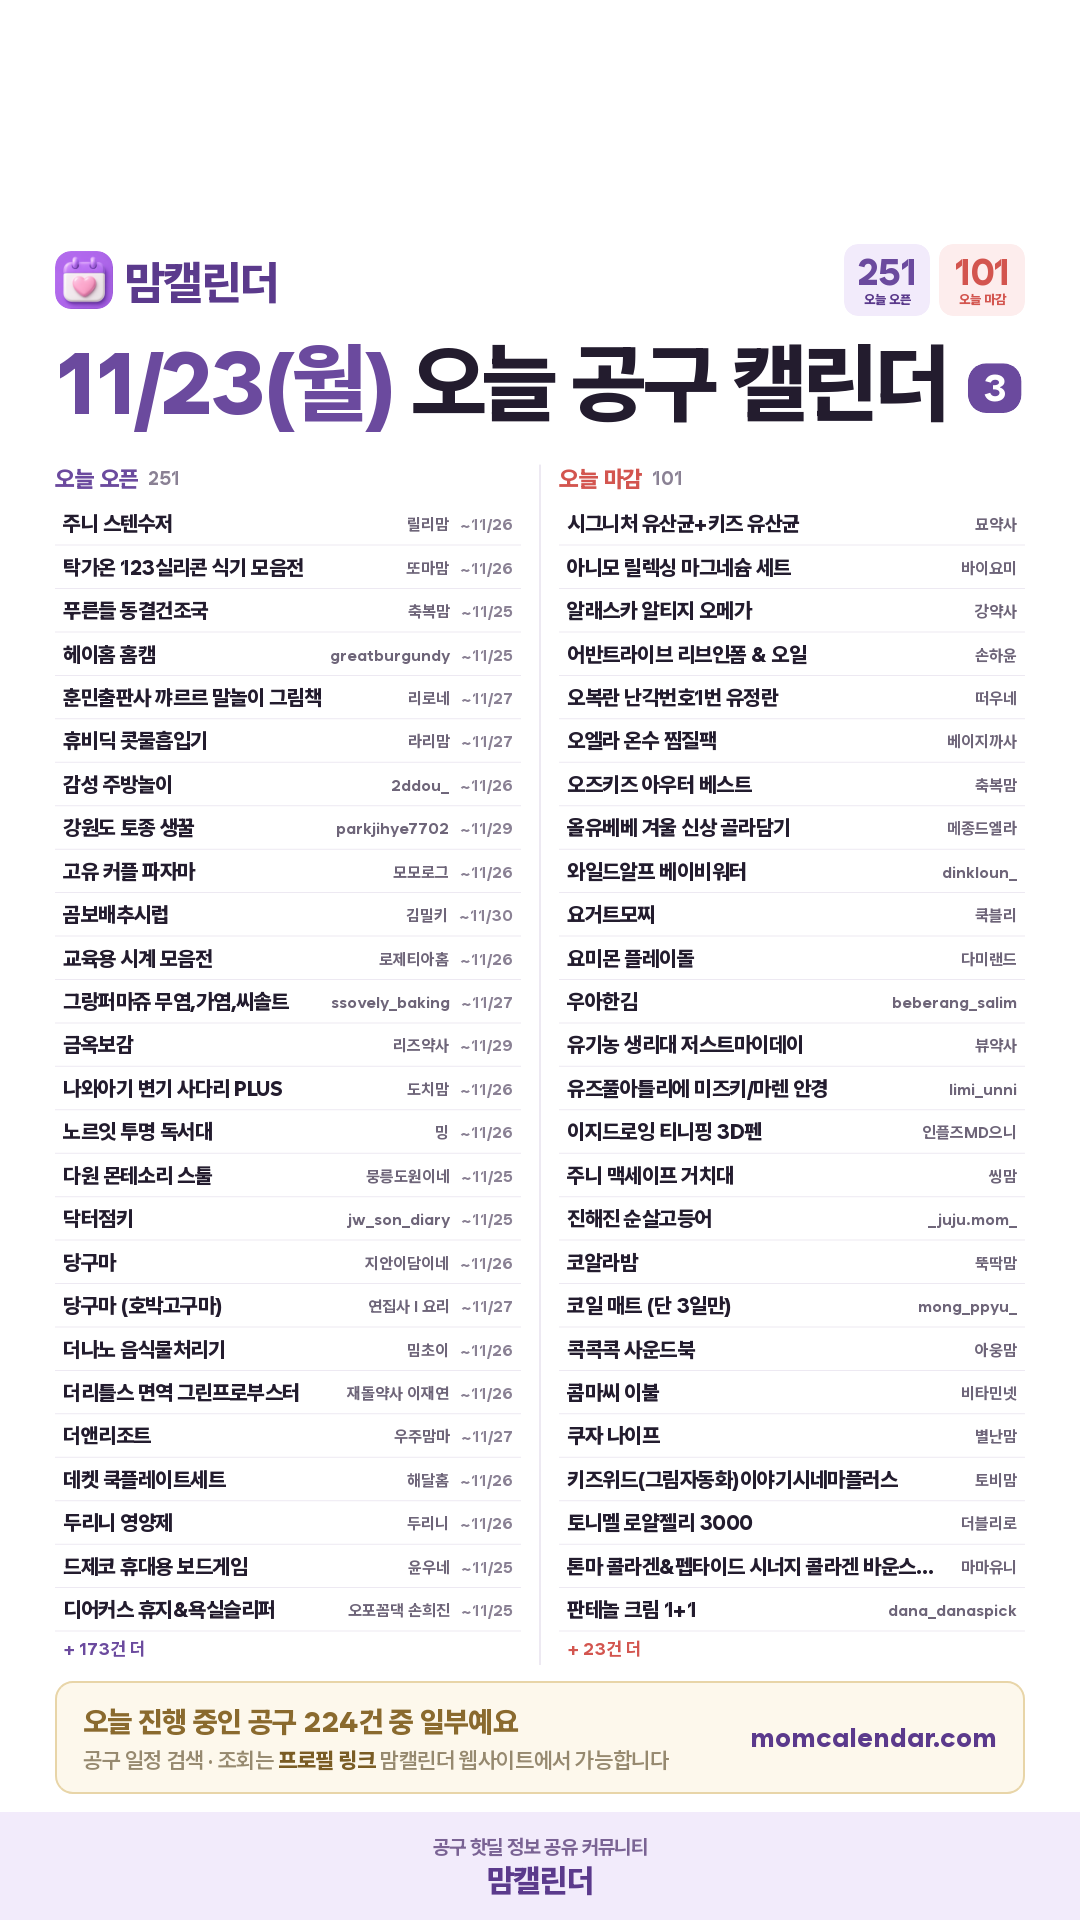 맘캘린더
251
오늘 오픈
101
오늘 마감
11/23(월) 오늘 공구 캘린더 3
오늘 오픈 251
주니 스텐수저 릴리맘 ~11/26
탁가온 123실리콘 식기 모음전 또마맘 ~11/26
푸른들 동결건조국 축복맘 ~11/25
헤이홈 홈캠 greatburgundy ~11/25
훈민출판사 꺄르르 말놀이 그림책 리로네 ~11/27
휴비딕 콧물흡입기 라리맘 ~11/27
감성 주방놀이 2ddou_ ~11/26
강원도 토종 생꿀 parkjihye7702 ~11/29
고유 커플 파자마 모모로그 ~11/26
곰보배추시럽 김밀키 ~11/30
교육용 시계 모음전 로제티아홈 ~11/26
그랑퍼마쥬 무염,가염,씨솔트 ssovely_baking ~11/27
금옥보감 리즈약사 ~11/29
나와아기 변기 사다리 PLUS 도치맘 ~11/26
노르잇 투명 독서대 밍 ~11/26
다원 몬테소리 스툴 뭉릉도원이네 ~11/25
닥터점키 jw_son_diary ~11/25
당구마 지안이담이네 ~11/26
당구마 (호박고구마) 연집사 I 요리 ~11/27
더나노 음식물처리기 밈초이 ~11/26
더리틀스 면역 그린프로부스터 재돌약사 이재연 ~11/26
더앤리조트 우주맘마 ~11/27
데켓 쿡플레이트세트 해달홈 ~11/26
두리니 영양제 두리니 ~11/26
드제코 휴대용 보드게임 윤우네 ~11/25
디어커스 휴지&욕실슬리퍼 오포꼼댁 손희진 ~11/25
+ 173건 더
오늘 마감 101
시그니처 유산균+키즈 유산균 묘약사
아니모 릴렉싱 마그네슘 세트 바이요미
알래스카 알티지 오메가 강약사
어반트라이브 리브인폼 & 오일 손하윤
오복란 난각번호1번 유정란 떠우네
오엘라 온수 찜질팩 베이지까사
오즈키즈 아우터 베스트 축복맘
올유베베 겨울 신상 골라담기 메종드엘라
와일드알프 베이비워터 dinkloun_
요거트모찌 쿡블리
요미몬 플레이돌 다미랜드
우아한김 beberang_salim
유기농 생리대 저스트마이데이 뷰약사
유즈풀아틀리에 미즈키/마렌 안경 limi_unni
이지드로잉 티니핑 3D펜 인플즈MD으니
주니 맥세이프 거치대 씽맘
진해진 순살고등어 _juju.mom_
코알라밤 뚝딱맘
코일 매트 (단 3일만) mong_ppyu_
콕콕콕 사운드북 아웅맘
콤마씨 이불 비타민넷
쿠자 나이프 별난맘
키즈위드(그림자동화)이야기시네마플러스 토비맘
토니멜 로얄젤리 3000 더블리로
톤마 콜라겐&펩타이드 시너지 콜라겐 바운스... 마마유니
판테놀 크림 1+1 dana_danaspick
+ 23건 더
오늘 진행 중인 공구 224건 중 일부예요
공구 일정 검색 · 조회는 프로필 링크 맘캘린더 웹사이트에서 가능합니다
momcalendar.com
공구 핫딜 정보 공유 커뮤니티
맘캘린더